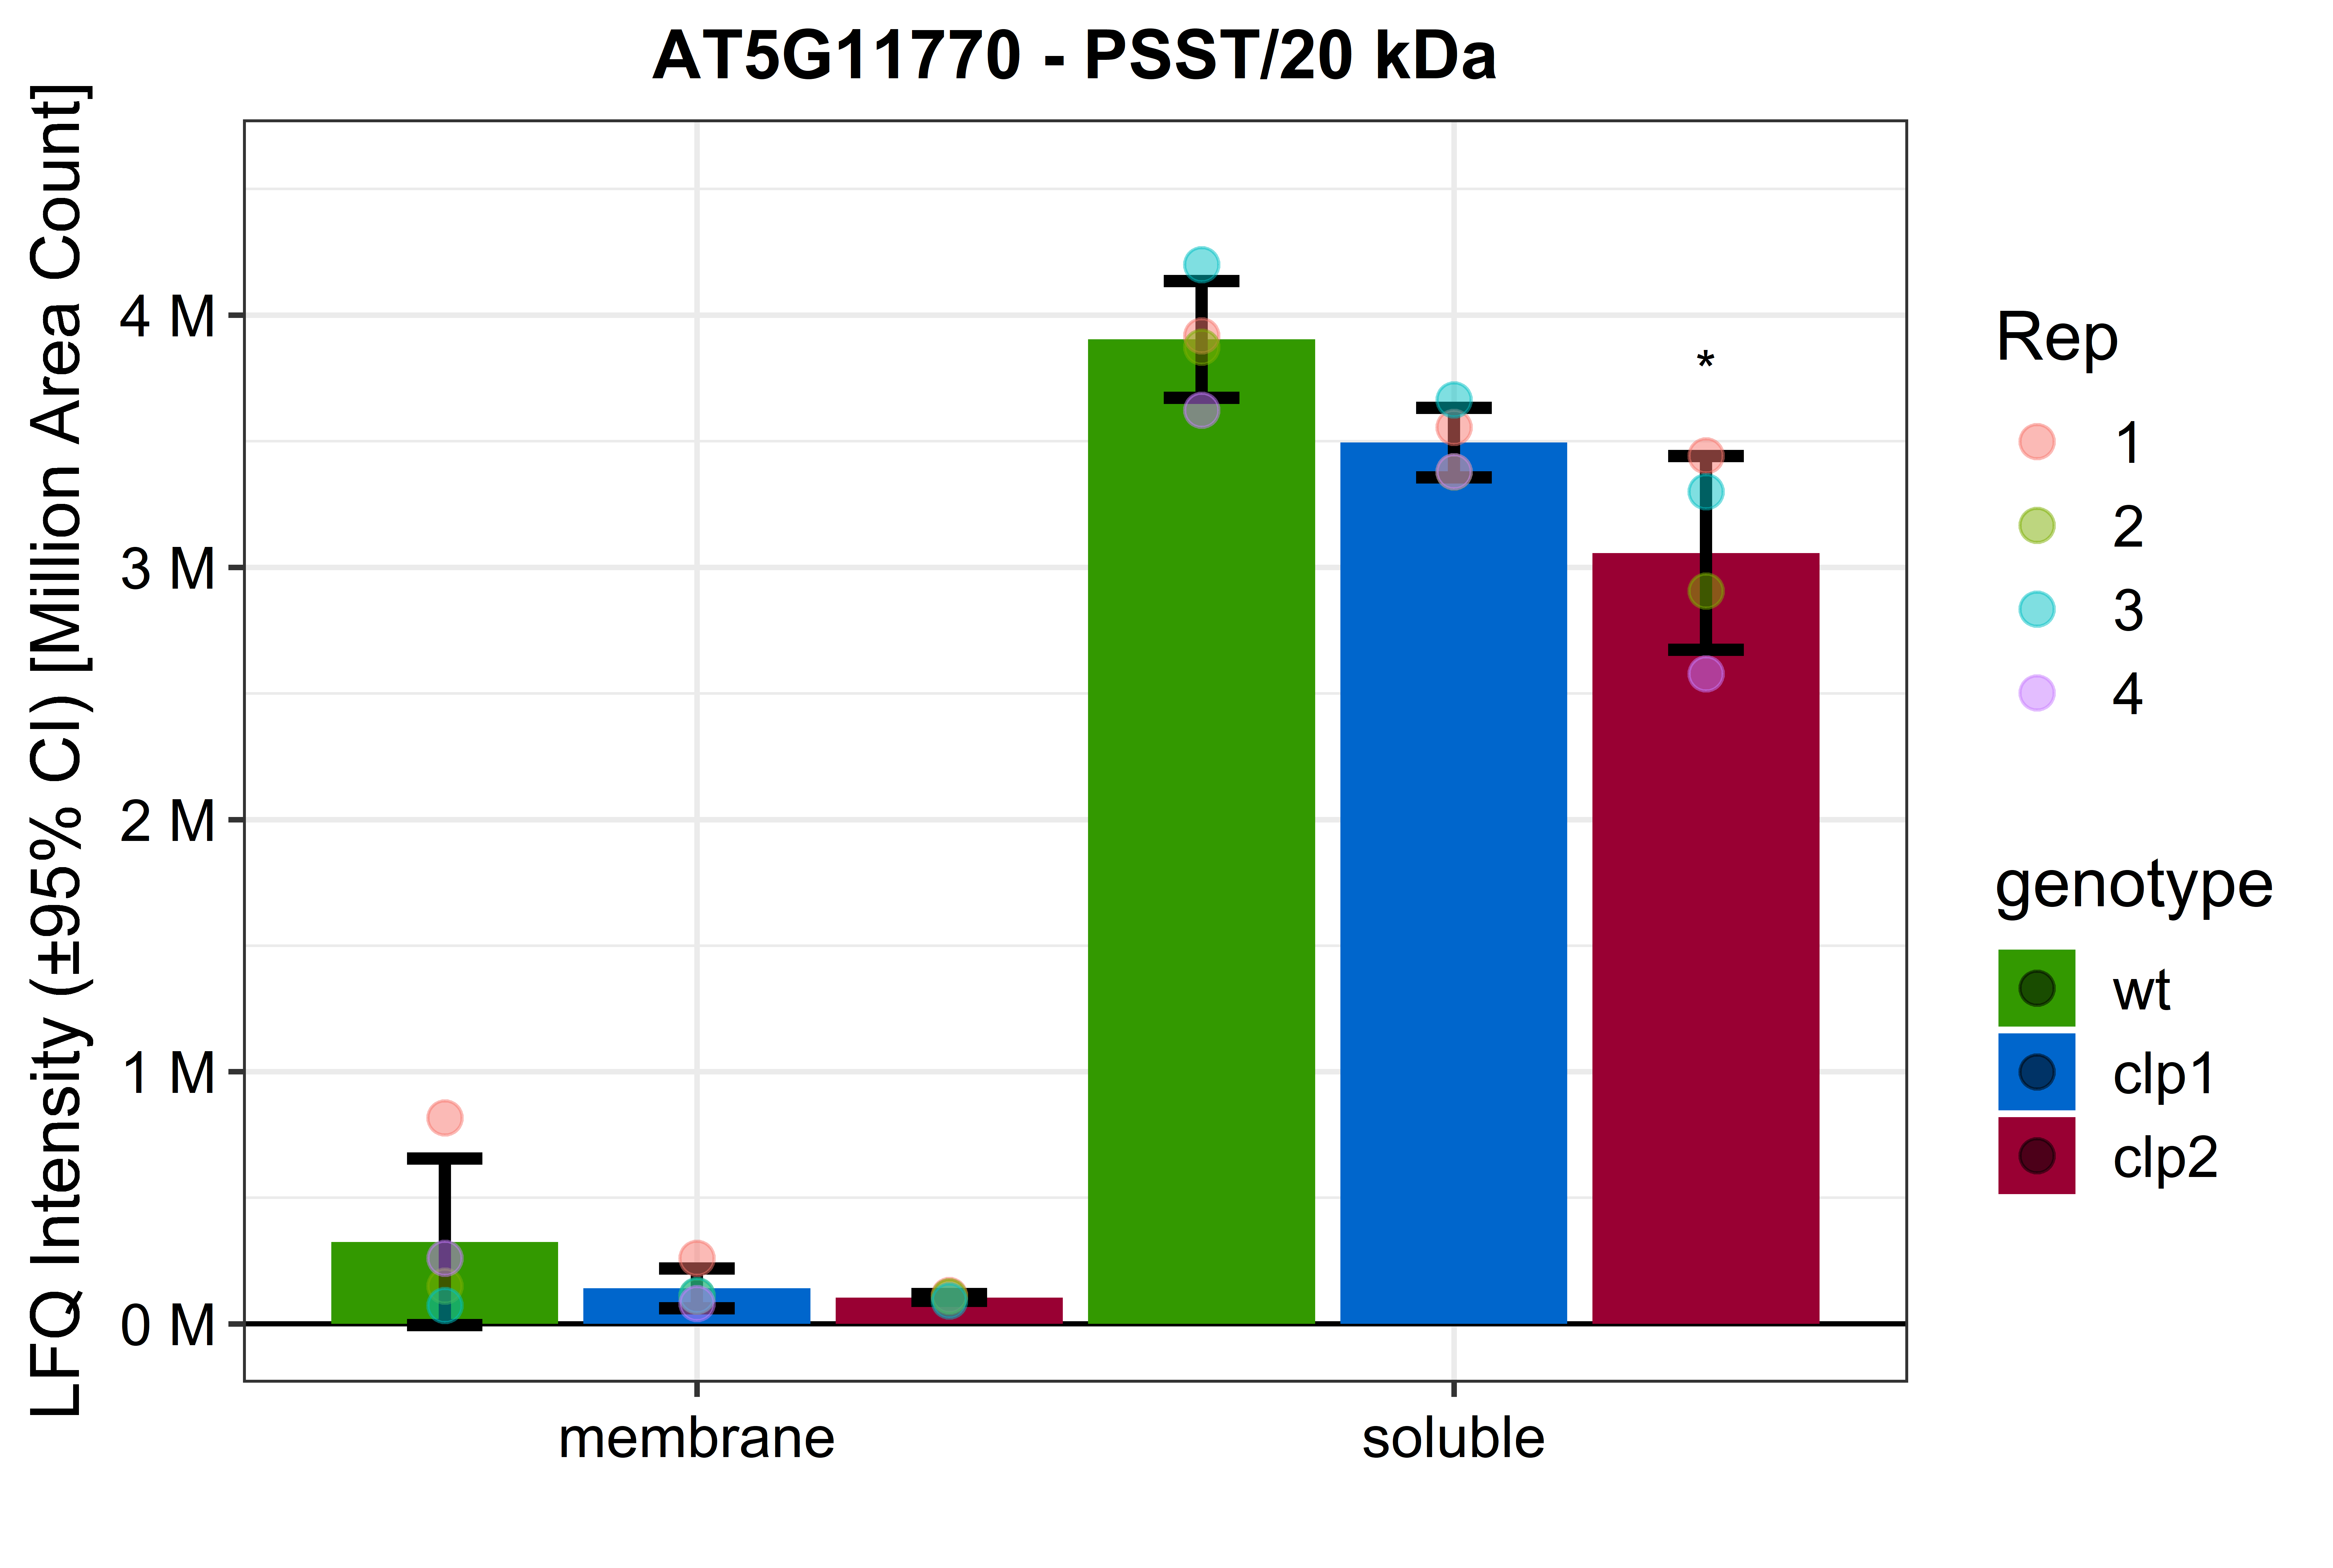 AT5G11770 - PSST/20 kDa
LFQ Intensity (±95% CI) [Million Area Count]
4 M
3 M
2 M
1 M
0 M
*
membrane
soluble
Rep
1
2
3
4
genotype
wt
clp1
clp2